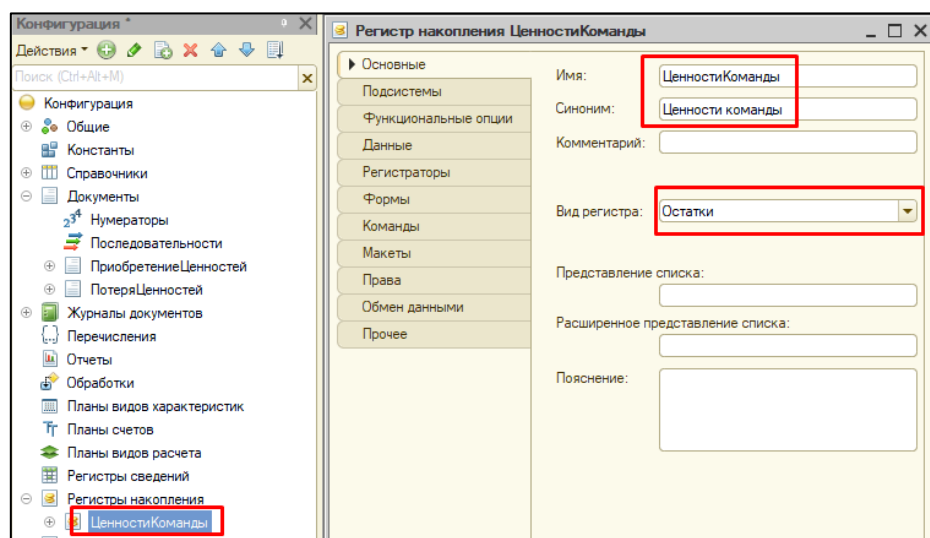 Конфигурация *
Действия
Поиск (Ctrl+Alt+M)
Конфигурация
Общие
Константы
Справочники
Документы
Нумераторы
Последовательности
ПриобретениеЦенностей
ПотеряЦенностей
Журналы документов
Перечисления
Отчеты
Обработки
Планы видов характеристик
Планы счетов
Планы видов расчета
Регистры сведений
Регистры накопления
ЦенностиКоманды
Регистр накопления ЦенностиКоманды
Основные
Подсистемы
Функциональные опции
Данные
Регистраторы
Формы
Команды
Макеты
Права
Обмен данными
Прочее
Имя: ЦенностиКоманды
Синоним: Ценности команды
Комментарий:
Вид регистра: Остатки
Представление списка:
Расширенное представление списка:
Пояснение: